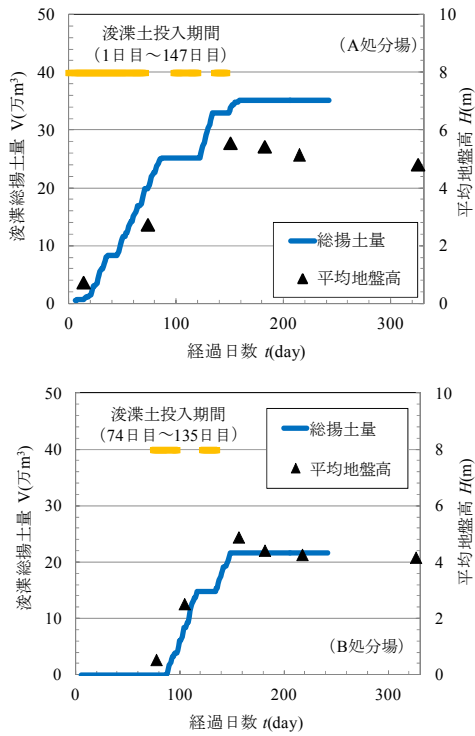 浚渫土投入期間
(1日目～147日目)
(A処分場)
浚渫総揚土量 V(万m³)
50
40
30
20
10
0
平均地盤高 H(m)
10
8
6
4
2
0
総揚土量
平均地盤高
0 100 200 300
経過日数 t(day)
浚渫土投入期間
(74日目～135日目)
総揚土量
平均地盤高
浚渫総揚土量 V(万m³)
50
40
30
20
10
0
平均地盤高 H(m)
10
8
6
4
2
0
(B処分場)
0 100 200 300
経過日数 t(day)